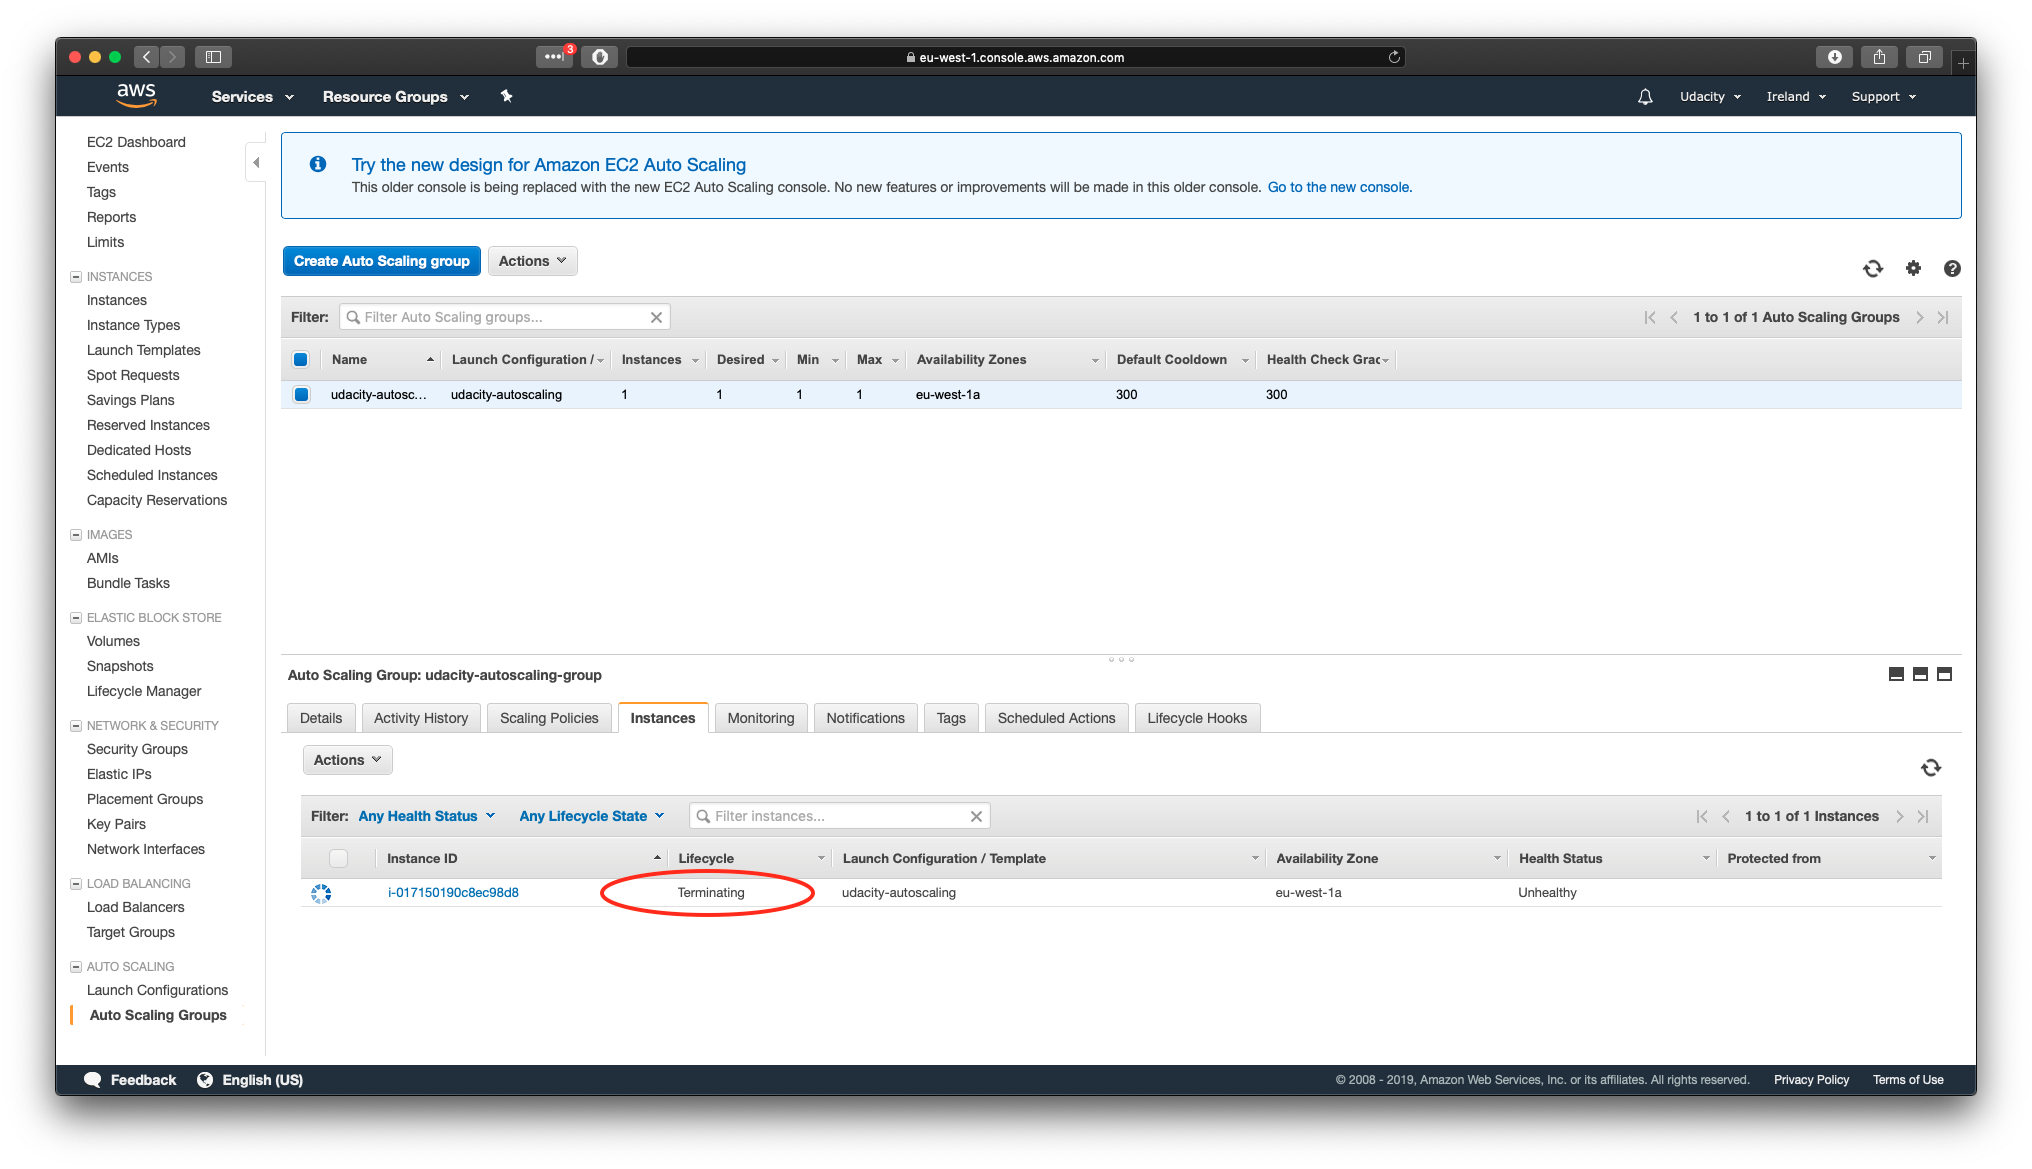 3
eu-west-1.console.aws.amazon.com
aws Services Resource Groups Udacity Ireland Support
EC2 Dashboard
Events
Tags
Reports
Limits
INSTANCES
Instances
Instance Types
Launch Templates
Spot Requests
Savings Plans
Reserved Instances
Dedicated Hosts
Scheduled Instances
Capacity Reservations
IMAGES
AMIs
Bundle Tasks
ELASTIC BLOCK STORE
Volumes
Snapshots
Lifecycle Manager
NETWORK & SECURITY
Security Groups
Elastic IPs
Placement Groups
Key Pairs
Network Interfaces
LOAD BALANCING
Load Balancers
Target Groups
AUTO SCALING
Launch Configurations
Auto Scaling Groups
Try the new design for Amazon EC2 Auto Scaling
This older console is being replaced with the new EC2 Auto Scaling console. No new features or improvements will be made in this older console. Go to the new console.
Create Auto Scaling group Actions
Filter: Filter Auto Scaling groups... 1 to 1 of 1 Auto Scaling Groups
Name Launch Configuration / Instances Desired Min Max Availability Zones Default Cooldown Health Check Grac
udacity-autosc... udacity-autoscaling 1 1 1 1 eu-west-1a 300 300
Auto Scaling Group: udacity-autoscaling-group
Details Activity History Scaling Policies Instances Monitoring Notifications Tags Scheduled Actions Lifecycle Hooks
Actions
Filter: Any Health Status Any Lifecycle State Filter instances... 1 to 1 of 1 Instances
Instance ID Lifecycle Launch Configuration / Template Availability Zone Health Status Protected from
i-017150190c8ec98d8 Terminating udacity-autoscaling eu-west-1a Unhealthy
Feedback English (US) © 2008 - 2019, Amazon Web Services, Inc. or its affiliates. All rights reserved. Privacy Policy Terms of Use